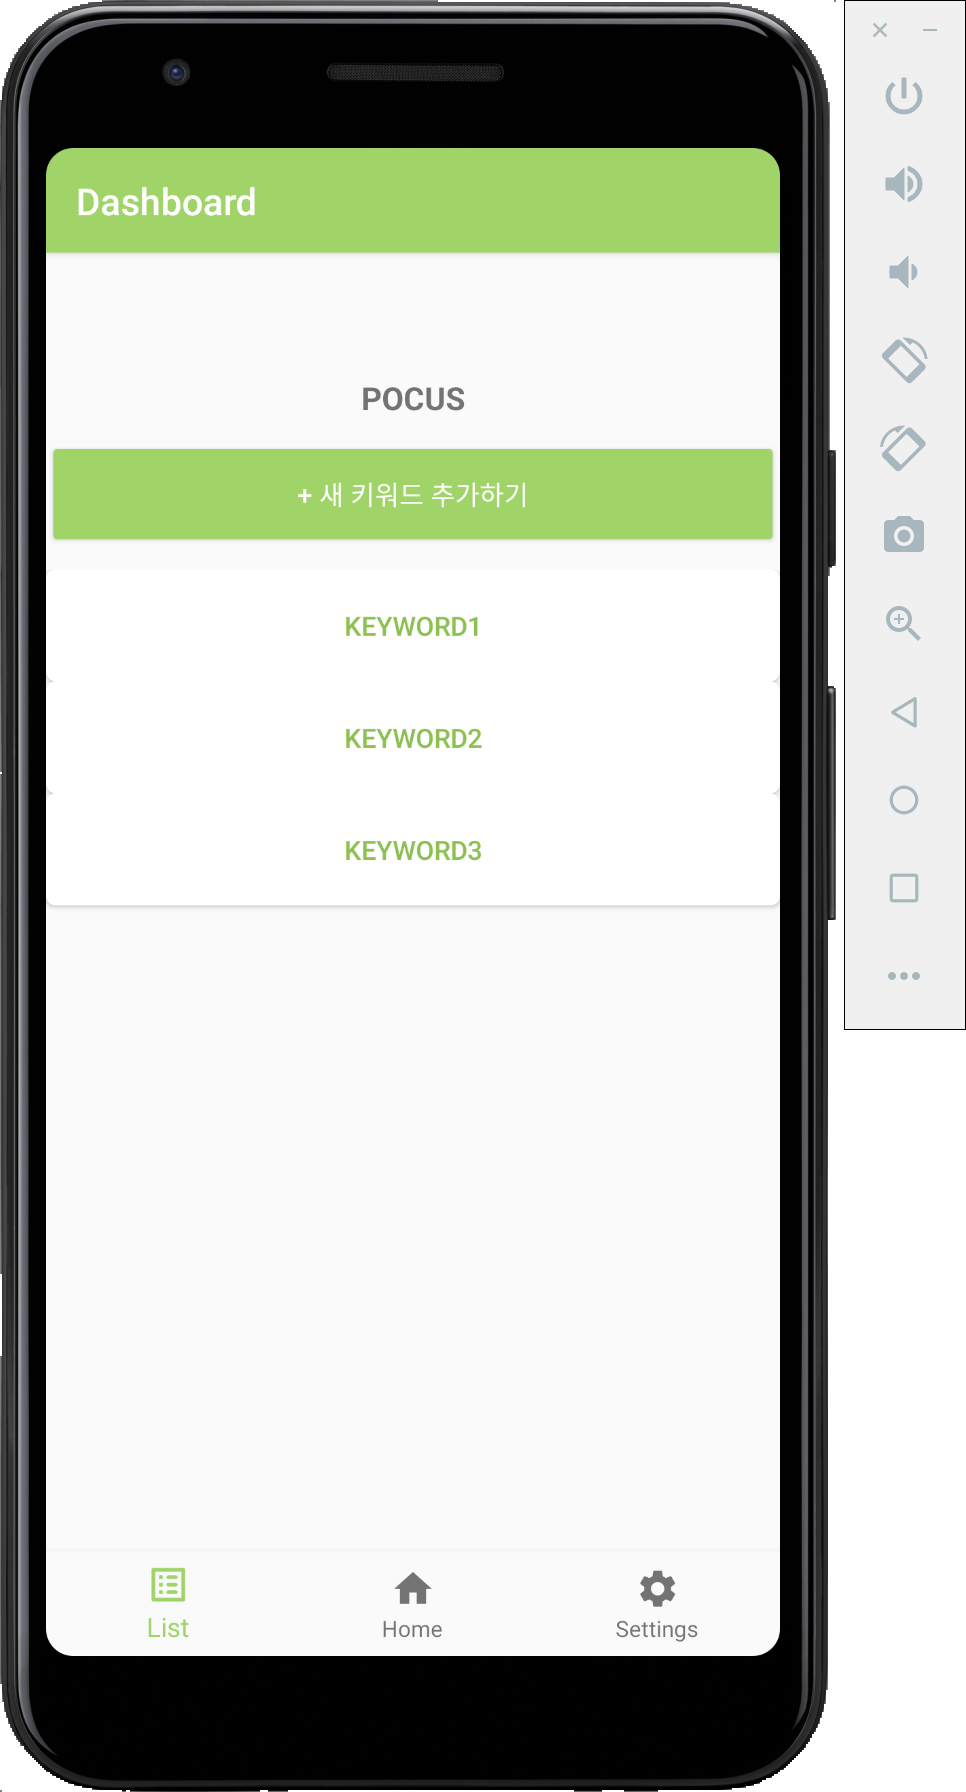 Dashboard
POCUS
+ 새 키워드 추가하기
KEYWORD1
KEYWORD2
KEYWORD3
List
Home
Settings